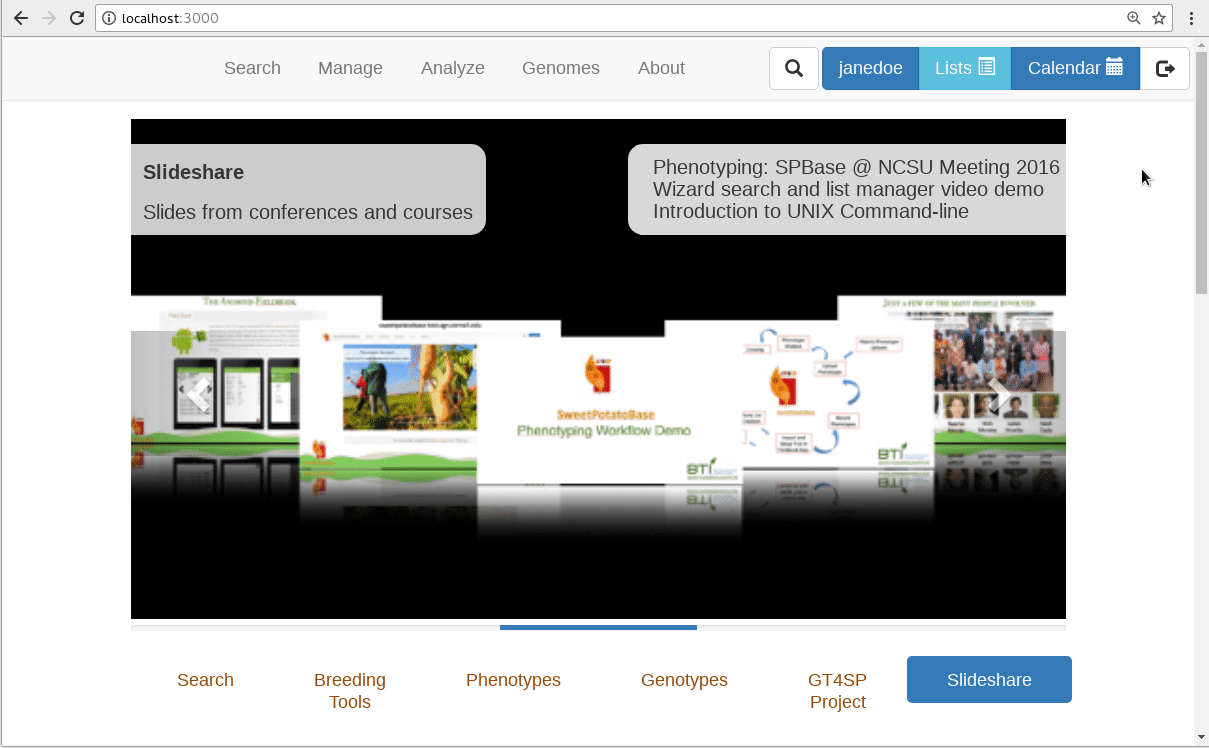 localhost:3000
Search Manage Analyze Genomes About janedoe Lists Calendar
Slideshare
Slides from conferences and courses
Phenotyping: SPBase @ NCSU Meeting 2016
Wizard search and list manager video demo
Introduction to UNIX Command-line
The Android Fieldbook
Just a few of the many people involved
SweetPotatoBase
Phenotyping Workflow Demo
BTI
BTI
Search
Breeding
Tools
Phenotypes
Genotypes
GT4SP
Project
Slideshare